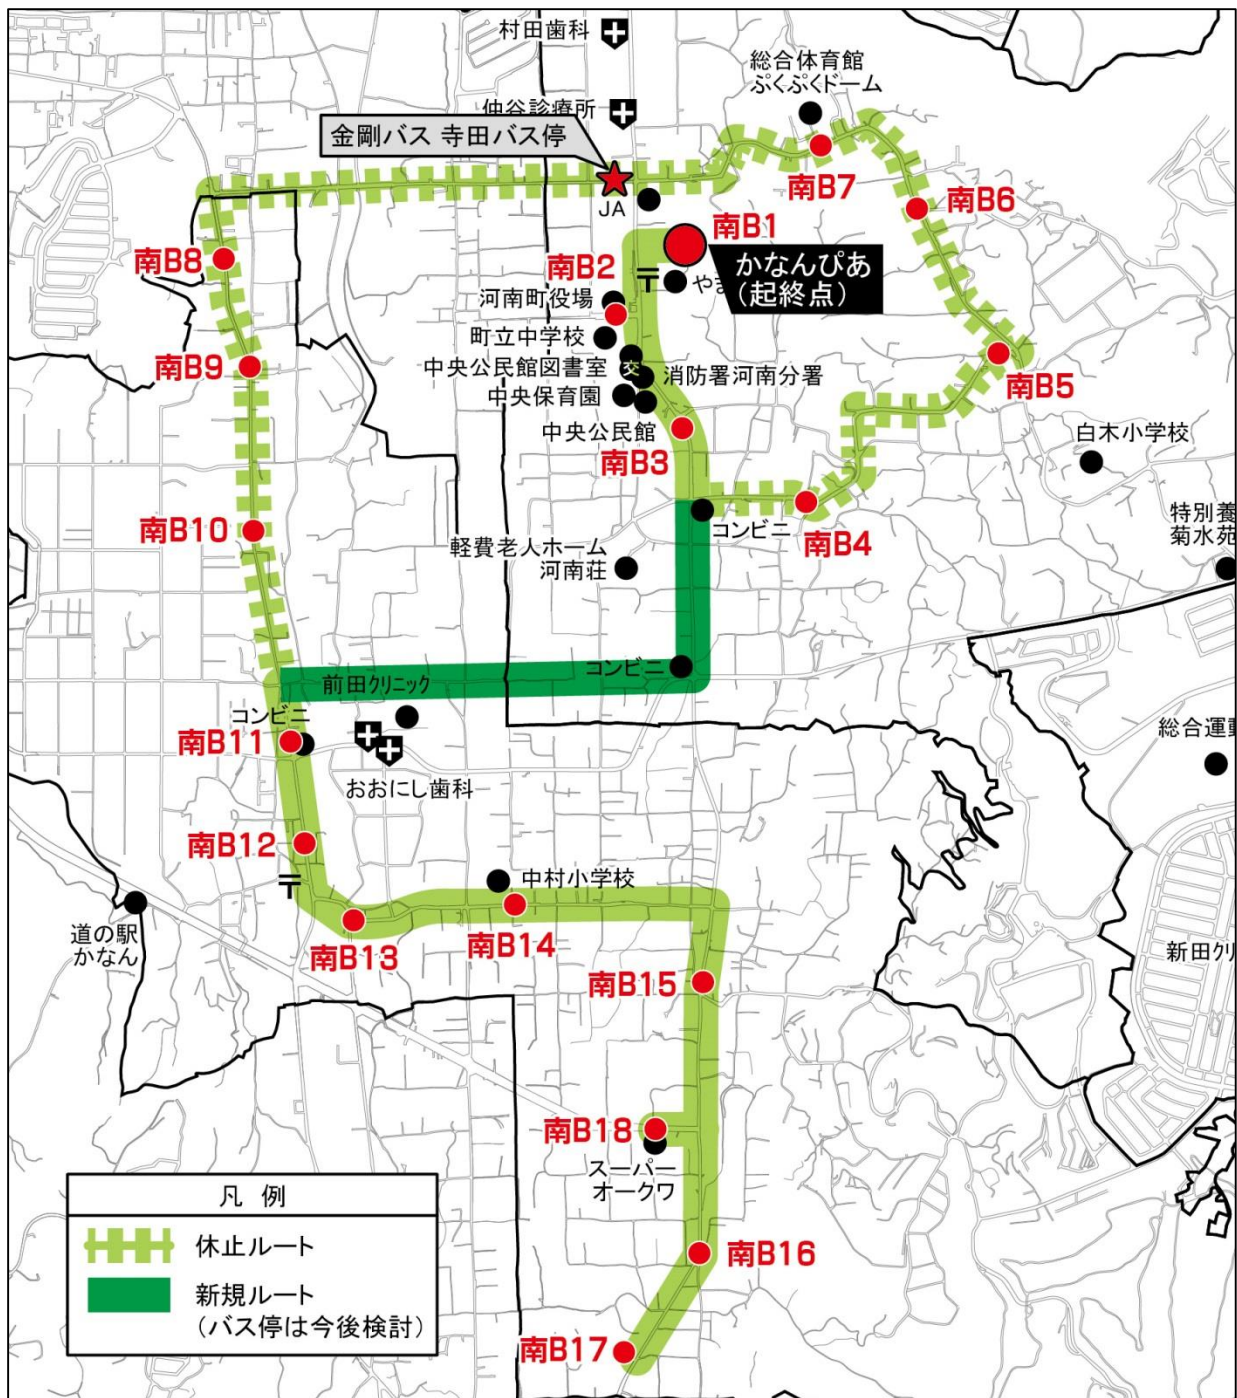 村田歯科
総合体育館
ぷくぷくドーム
仲谷診療所
金剛バス 寺田バス停
南B7
JA
南B6
南B1
南B8
南B2
かなんぴあ
(起終点)
〒
やま
河南町役場
町立中学校
南B9
中央公民館図書室
交
消防署河南分署
南B5
中央保育園
中央公民館
白木小学校
南B3
コンビニ
特別養
菊水苑
南B10
南B4
軽費老人ホーム
河南荘
コンビニ
前田クリニック
コンビニ
南B11
総合運動
おおにし歯科
南B12
〒
中村小学校
道の駅
かなん
南B13
南B14
新田クリ
南B15
南B18
スーパー
オークワ
凡 例
休止ルート
南B16
新規ルート
(バス停は今後検討)
南B17